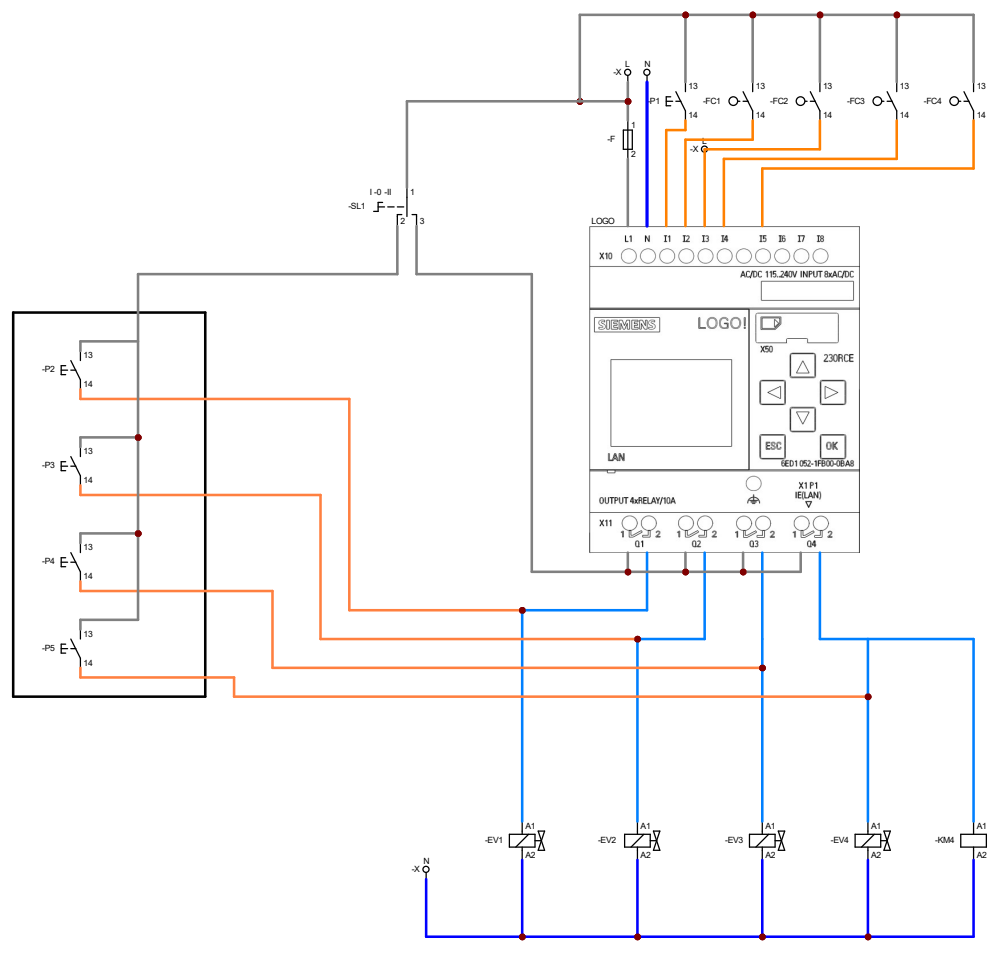 L N
-X
13 13 13 13 13
-P1 -FC1 -FC2 -FC3 -FC4
14 14 14 14 14
1
-F
2
L
-X
I -0 -II 1
-SL1
2 3
LOGO
L1 N I1 I2 I3 I4 I5 I6 I7 I8
X10
AC/DC 115..240V INPUT 8xAC/DC
SIEMENS LOGO!
X50
230RCE
ESC OK
LAN
6ED1 052-1FB00-0BA8
X1 P1
IE(LAN)
OUTPUT 4xRELAY/10A
X11
1 2 1 2 1 2 1 2
Q1 Q2 Q3 Q4
13
-P2
14
13
-P3
14
13
-P4
14
13
-P5
14
A1 A1 A1 A1 A1
-EV1 -EV2 -EV3 -EV4 -KM4
A2 A2 A2 A2 A2
N
-X